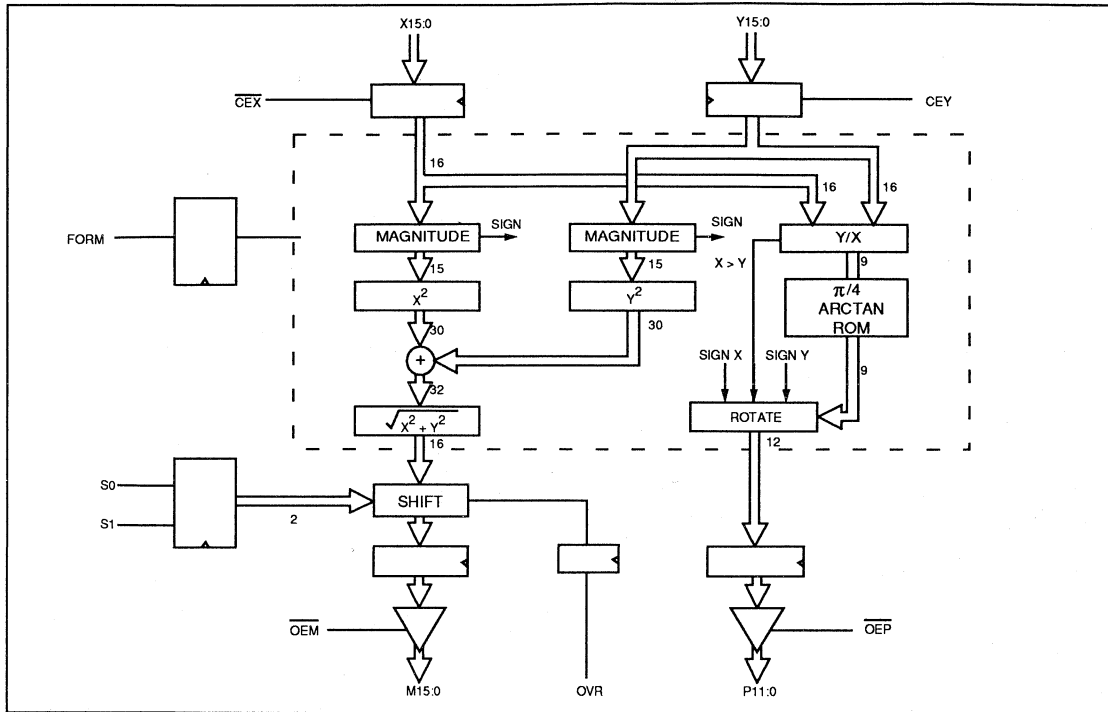 X15:0
Y15:0
CEX
CEY
16
16
16
FORM
MAGNITUDE
SIGN
MAGNITUDE
SIGN
Y/X
15
15
X > Y
9
X²
Y²
π/4
ARCTAN
ROM
30
30
+
SIGN X
SIGN Y
9
32
√X² + Y²
ROTATE
16
12
S0
S1
2
SHIFT
OEM
OEP
M15:0
OVR
P11:0